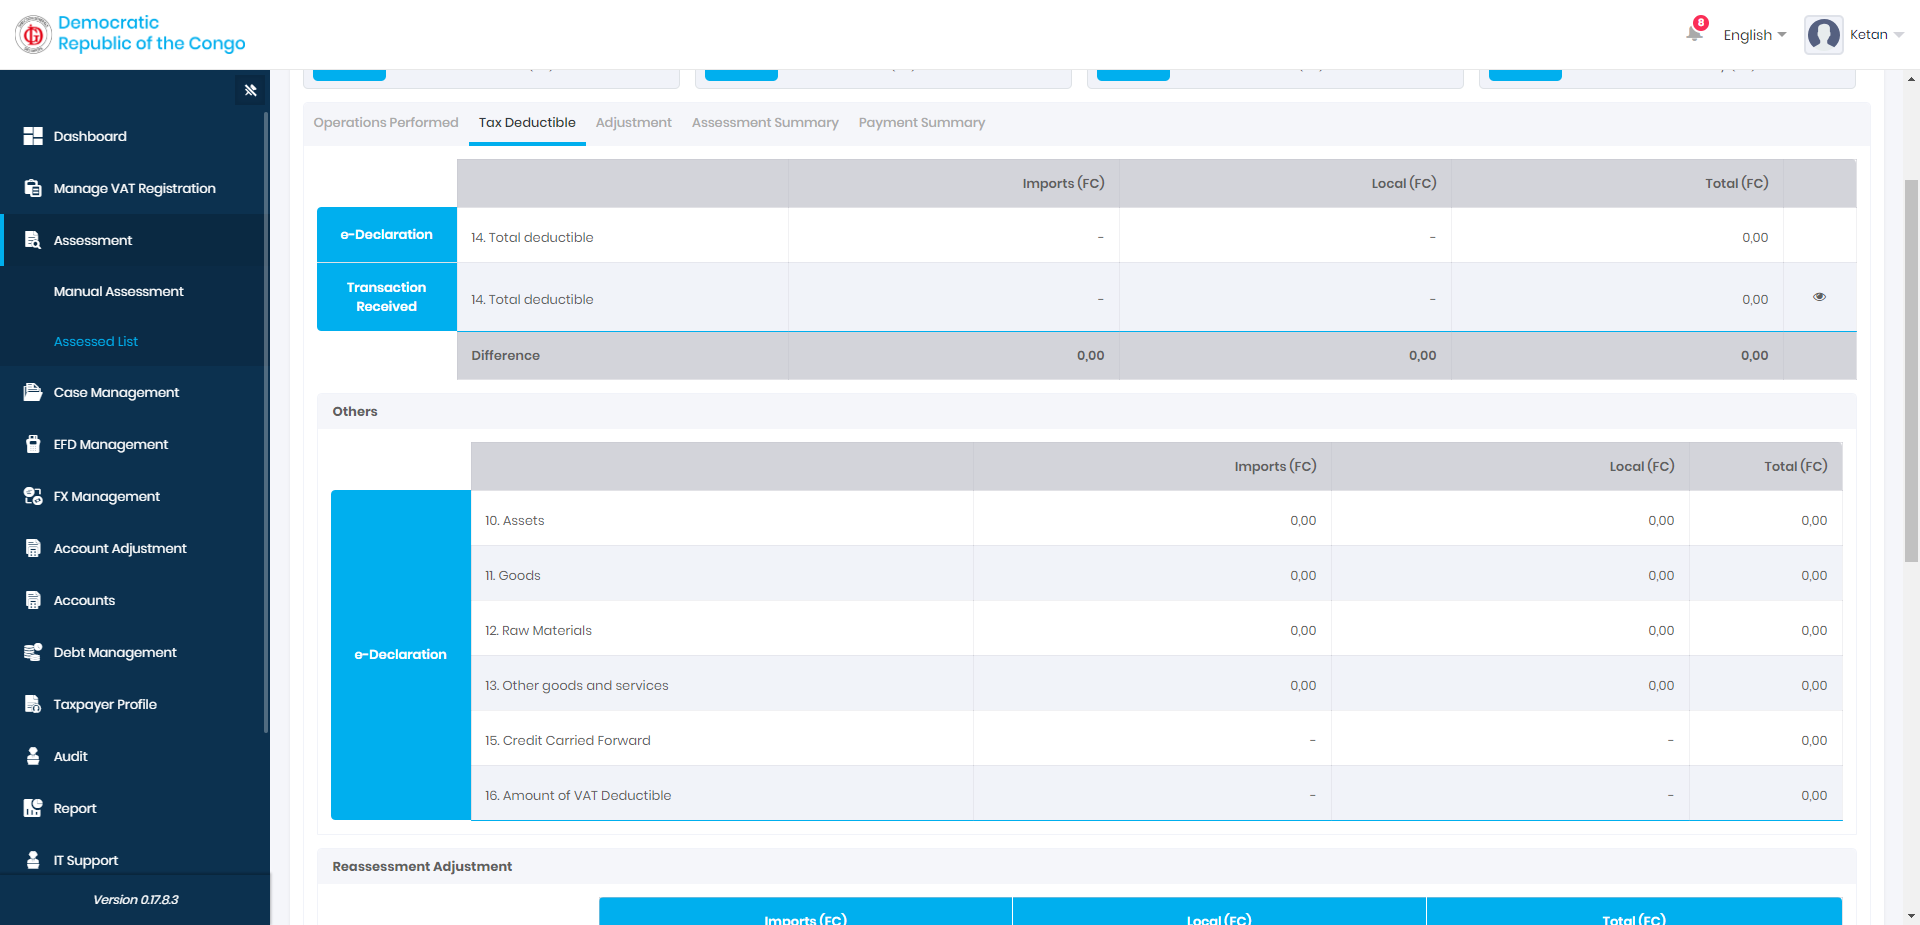 Democratic
Republic of the Congo
8
English
Ketan
Dashboard
Manage VAT Registration
Assessment
Manual Assessment
Assessed List
Case Management
EFD Management
FX Management
Account Adjustment
Accounts
Debt Management
Taxpayer Profile
Audit
Report
IT Support
Version 0.17.8.3
Operations Performed Tax Deductible Adjustment Assessment Summary Payment Summary
Imports (FC) Local (FC) Total (FC)
e-Declaration 14. Total deductible - - 0,00
Transaction
Received
14. Total deductible - - 0,00
Difference 0,00 0,00 0,00
Others
Imports (FC) Local (FC) Total (FC)
e-Declaration
10. Assets 0,00 0,00 0,00
11. Goods 0,00 0,00 0,00
12. Raw Materials 0,00 0,00 0,00
13. Other goods and services 0,00 0,00 0,00
15. Credit Carried Forward - - 0,00
16. Amount of VAT Deductible - - 0,00
Reassessment Adjustment
Imports (FC) Local (FC) Total (FC)